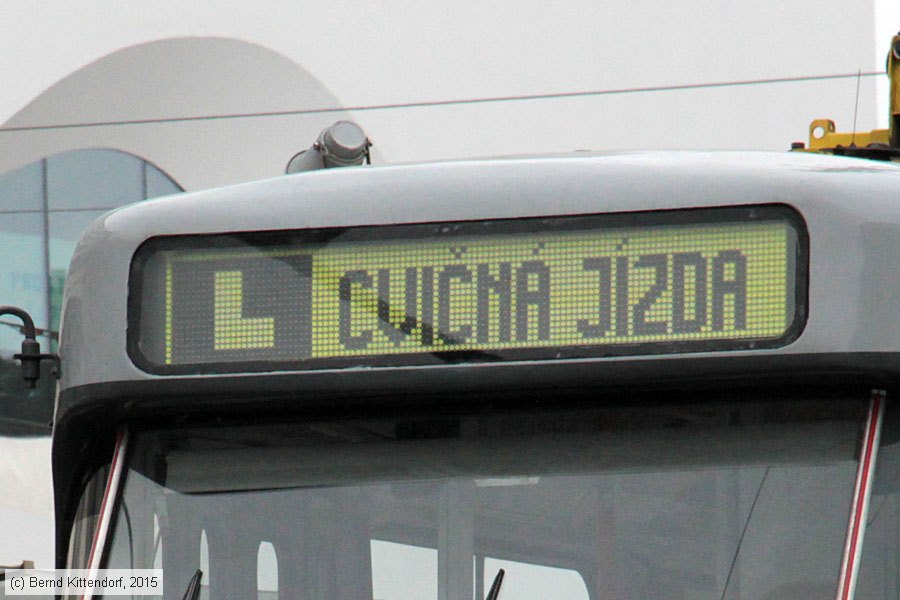 L CVIČNÁ JÍZDA
(c) Bernd Kittendorf, 2015